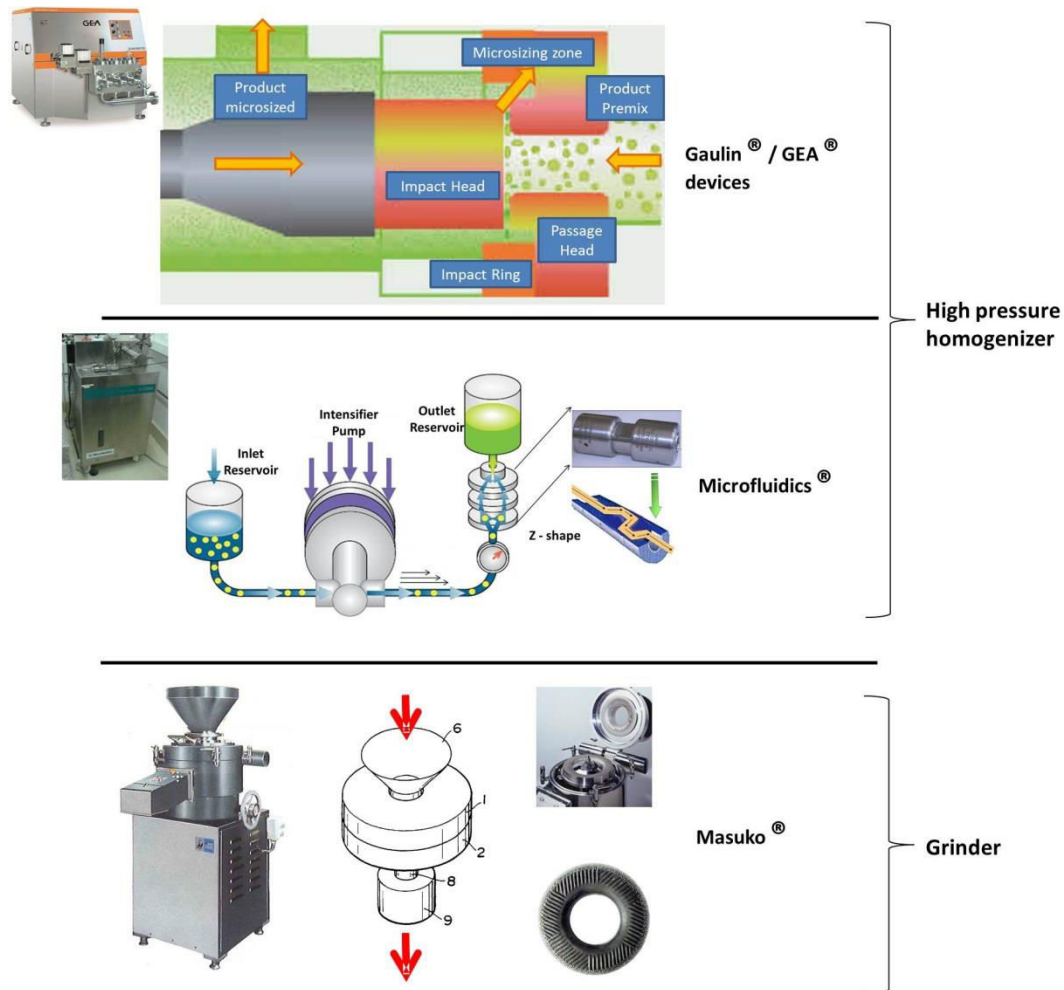 GEA
Product
microsized
Microsizing zone
Product
Premix
Impact Head
Passage
Head
Impact Ring
Gaulin ® / GEA ®
devices
High pressure
homogenizer
Intensifier
Pump
Outlet
Reservoir
Inlet
Reservoir
Z - shape
Microfluidics ®
6
1
2
8
9
Masuko ®
Grinder